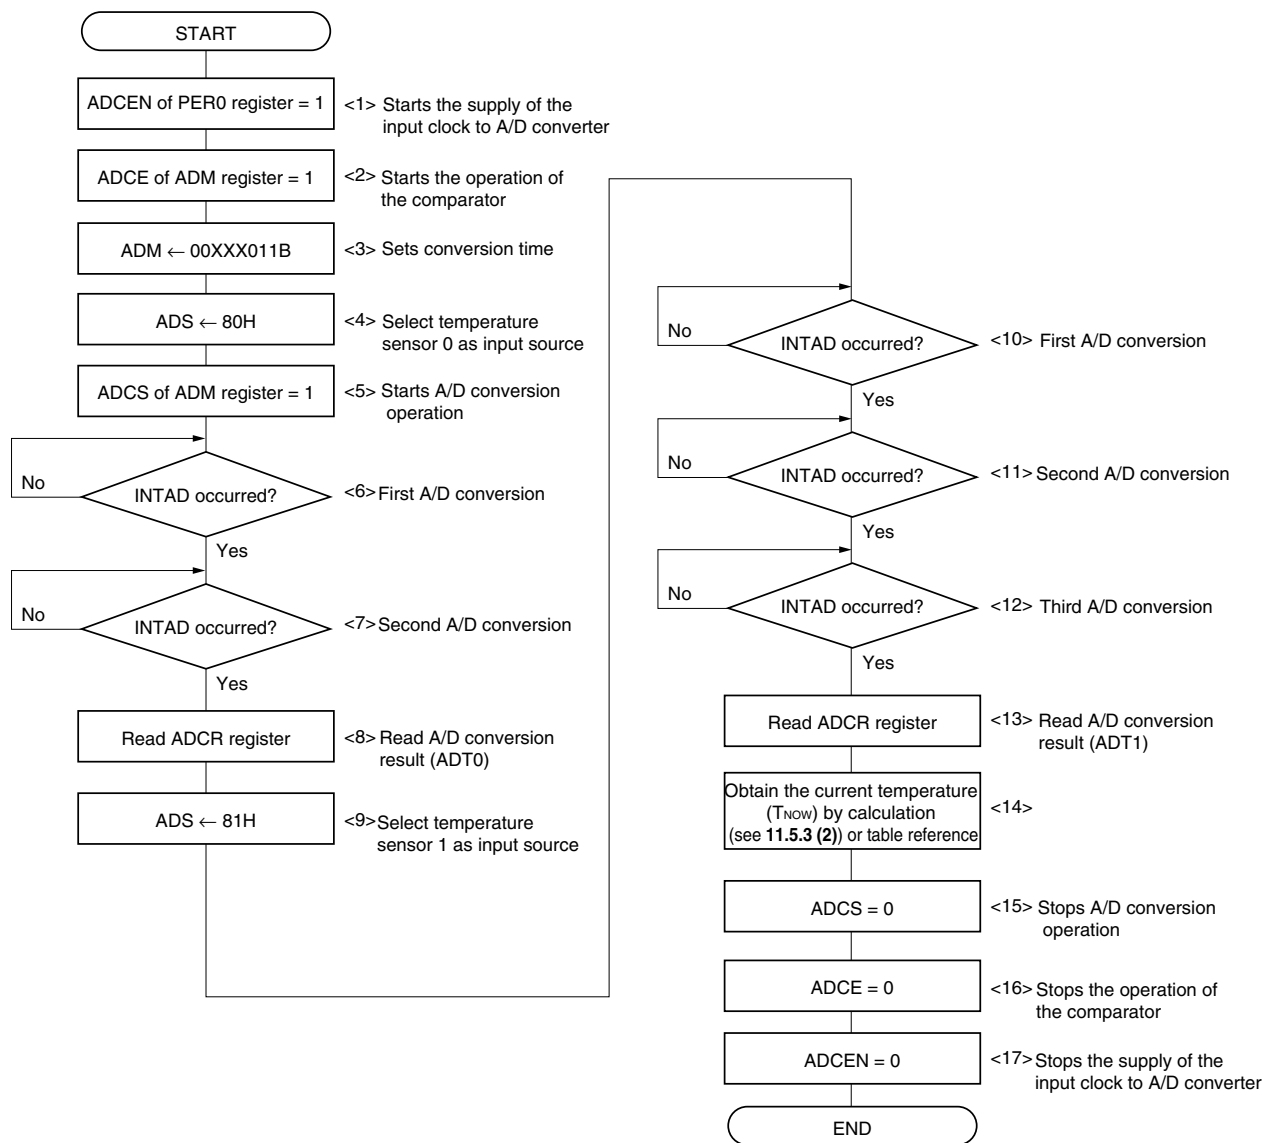 START
ADCEN of PER0 register = 1
<1> Starts the supply of the
input clock to A/D converter
ADCE of ADM register = 1
<2> Starts the operation of
the comparator
ADM ← 00XXX011B
<3> Sets conversion time
ADS ← 80H
<4> Select temperature
sensor 0 as input source
ADCS of ADM register = 1
<5> Starts A/D conversion
operation
No
INTAD occurred?
<6>First A/D conversion
Yes
No
INTAD occurred?
<7>Second A/D conversion
Yes
Read ADCR register
<8>Read A/D conversion
result (ADT0)
ADS ← 81H
<9>Select temperature
sensor 1 as input source
No
INTAD occurred?
<10> First A/D conversion
Yes
No
INTAD occurred?
<11> Second A/D conversion
Yes
No
INTAD occurred?
<12> Third A/D conversion
Yes
Read ADCR register
<13> Read A/D conversion
result (ADT1)
Obtain the current temperature
(TNOW) by calculation
(see 11.5.3 (2)) or table reference
<14>
ADCS = 0
<15> Stops A/D conversion
operation
ADCE = 0
<16>Stops the operation of
the comparator
ADCEN = 0
<17>Stops the supply of the
input clock to A/D converter
END